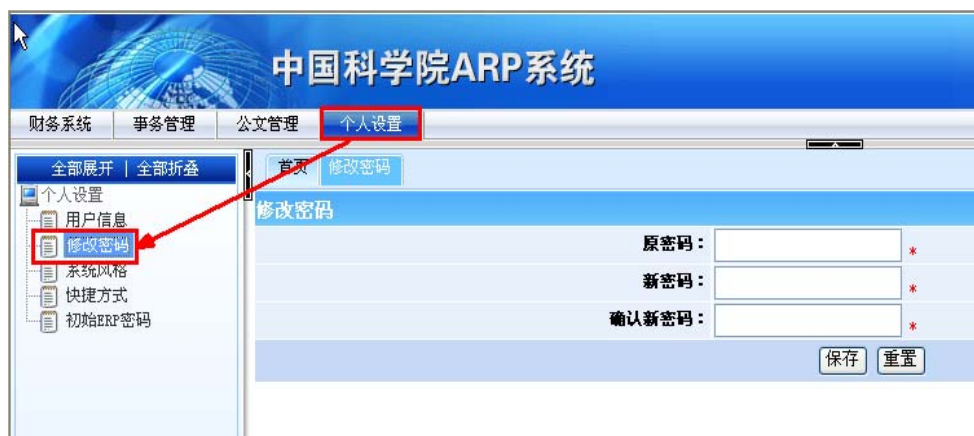 中国科学院ARP系统
财务系统 事务管理 公文管理 个人设置
全部展开 | 全部折叠
个人设置
用户信息
修改密码
系统风格
快捷方式
初始ERP密码
首页 修改密码
修改密码
原密码： *
新密码： *
确认新密码： *
保存 重置